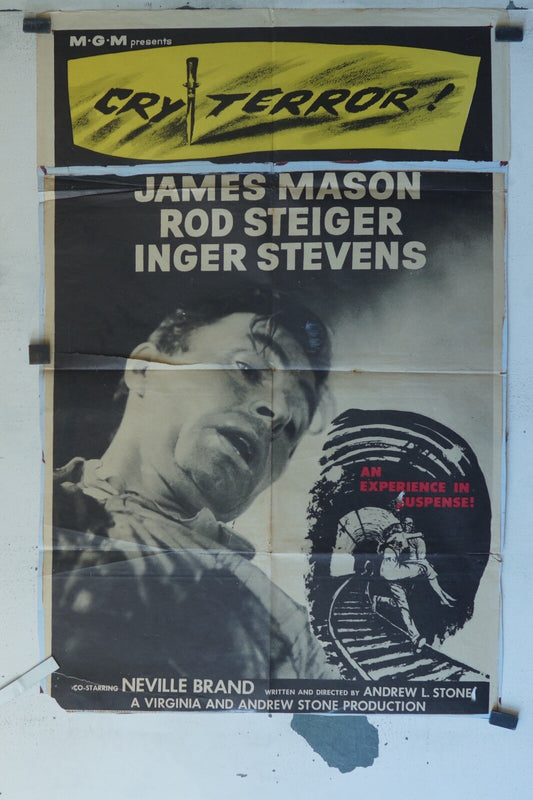 M·G·M presents
CRY TERROR!
JAMES MASON
ROD STEIGER
INGER STEVENS
AN
EXPERIENCE IN
SUSPENSE!
CO-STARRING NEVILLE BRAND WRITTEN AND DIRECTED BY ANDREW L. STONE
A VIRGINIA AND ANDREW STONE PRODUCTION